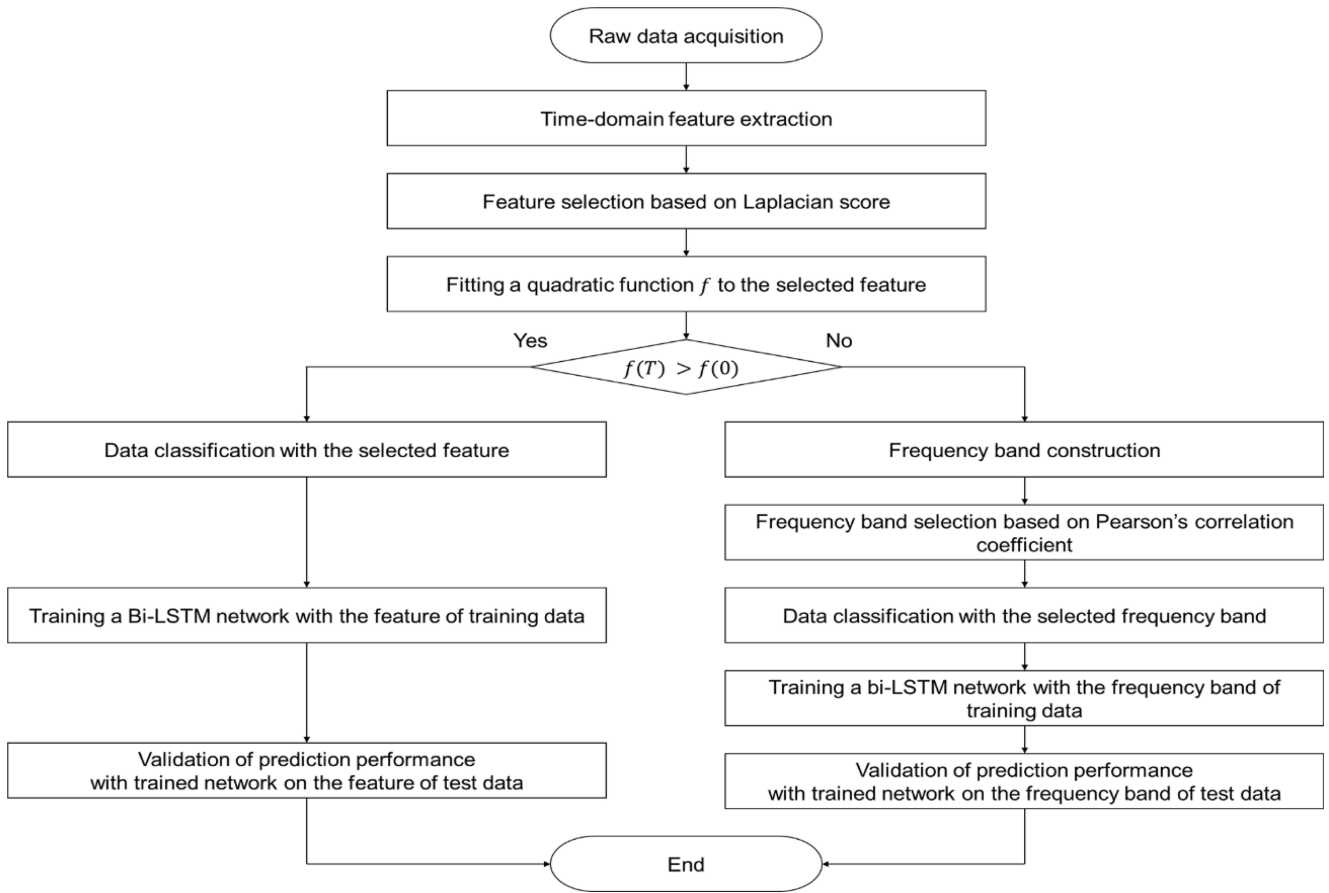 Raw data acquisition
Time-domain feature extraction
Feature selection based on Laplacian score
Fitting a quadratic function f to the selected feature
Yes
No
f(T) > f(0)
Data classification with the selected feature
Training a Bi-LSTM network with the feature of training data
Validation of prediction performance
with trained network on the feature of test data
Frequency band construction
Frequency band selection based on Pearson’s correlation
coefficient
Data classification with the selected frequency band
Training a bi-LSTM network with the frequency band of
training data
Validation of prediction performance
with trained network on the frequency band of test data
End